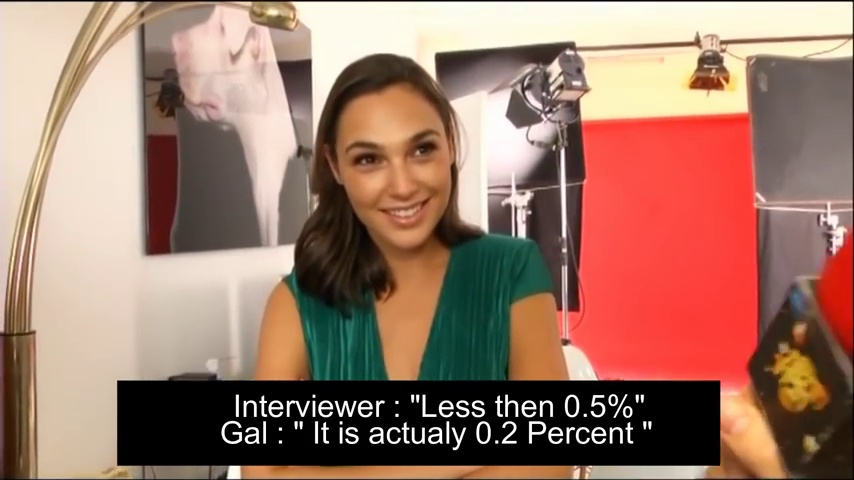 Interviewer : "Less then 0.5%"
Gal : " It is actualy 0.2 Percent "